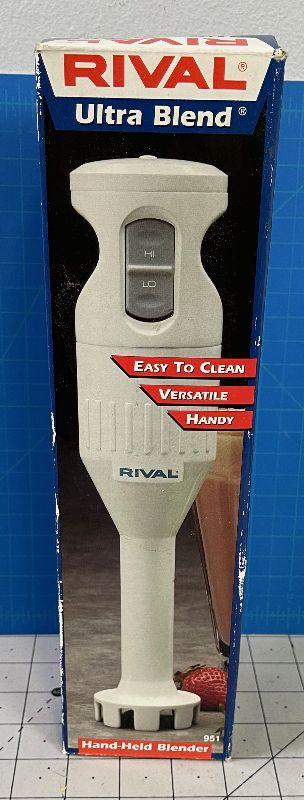 RIVAL®
Ultra Blend®
HI
LO
EASY TO CLEAN
VERSATILE
HANDY
RIVAL
951
Hand-Held Blender